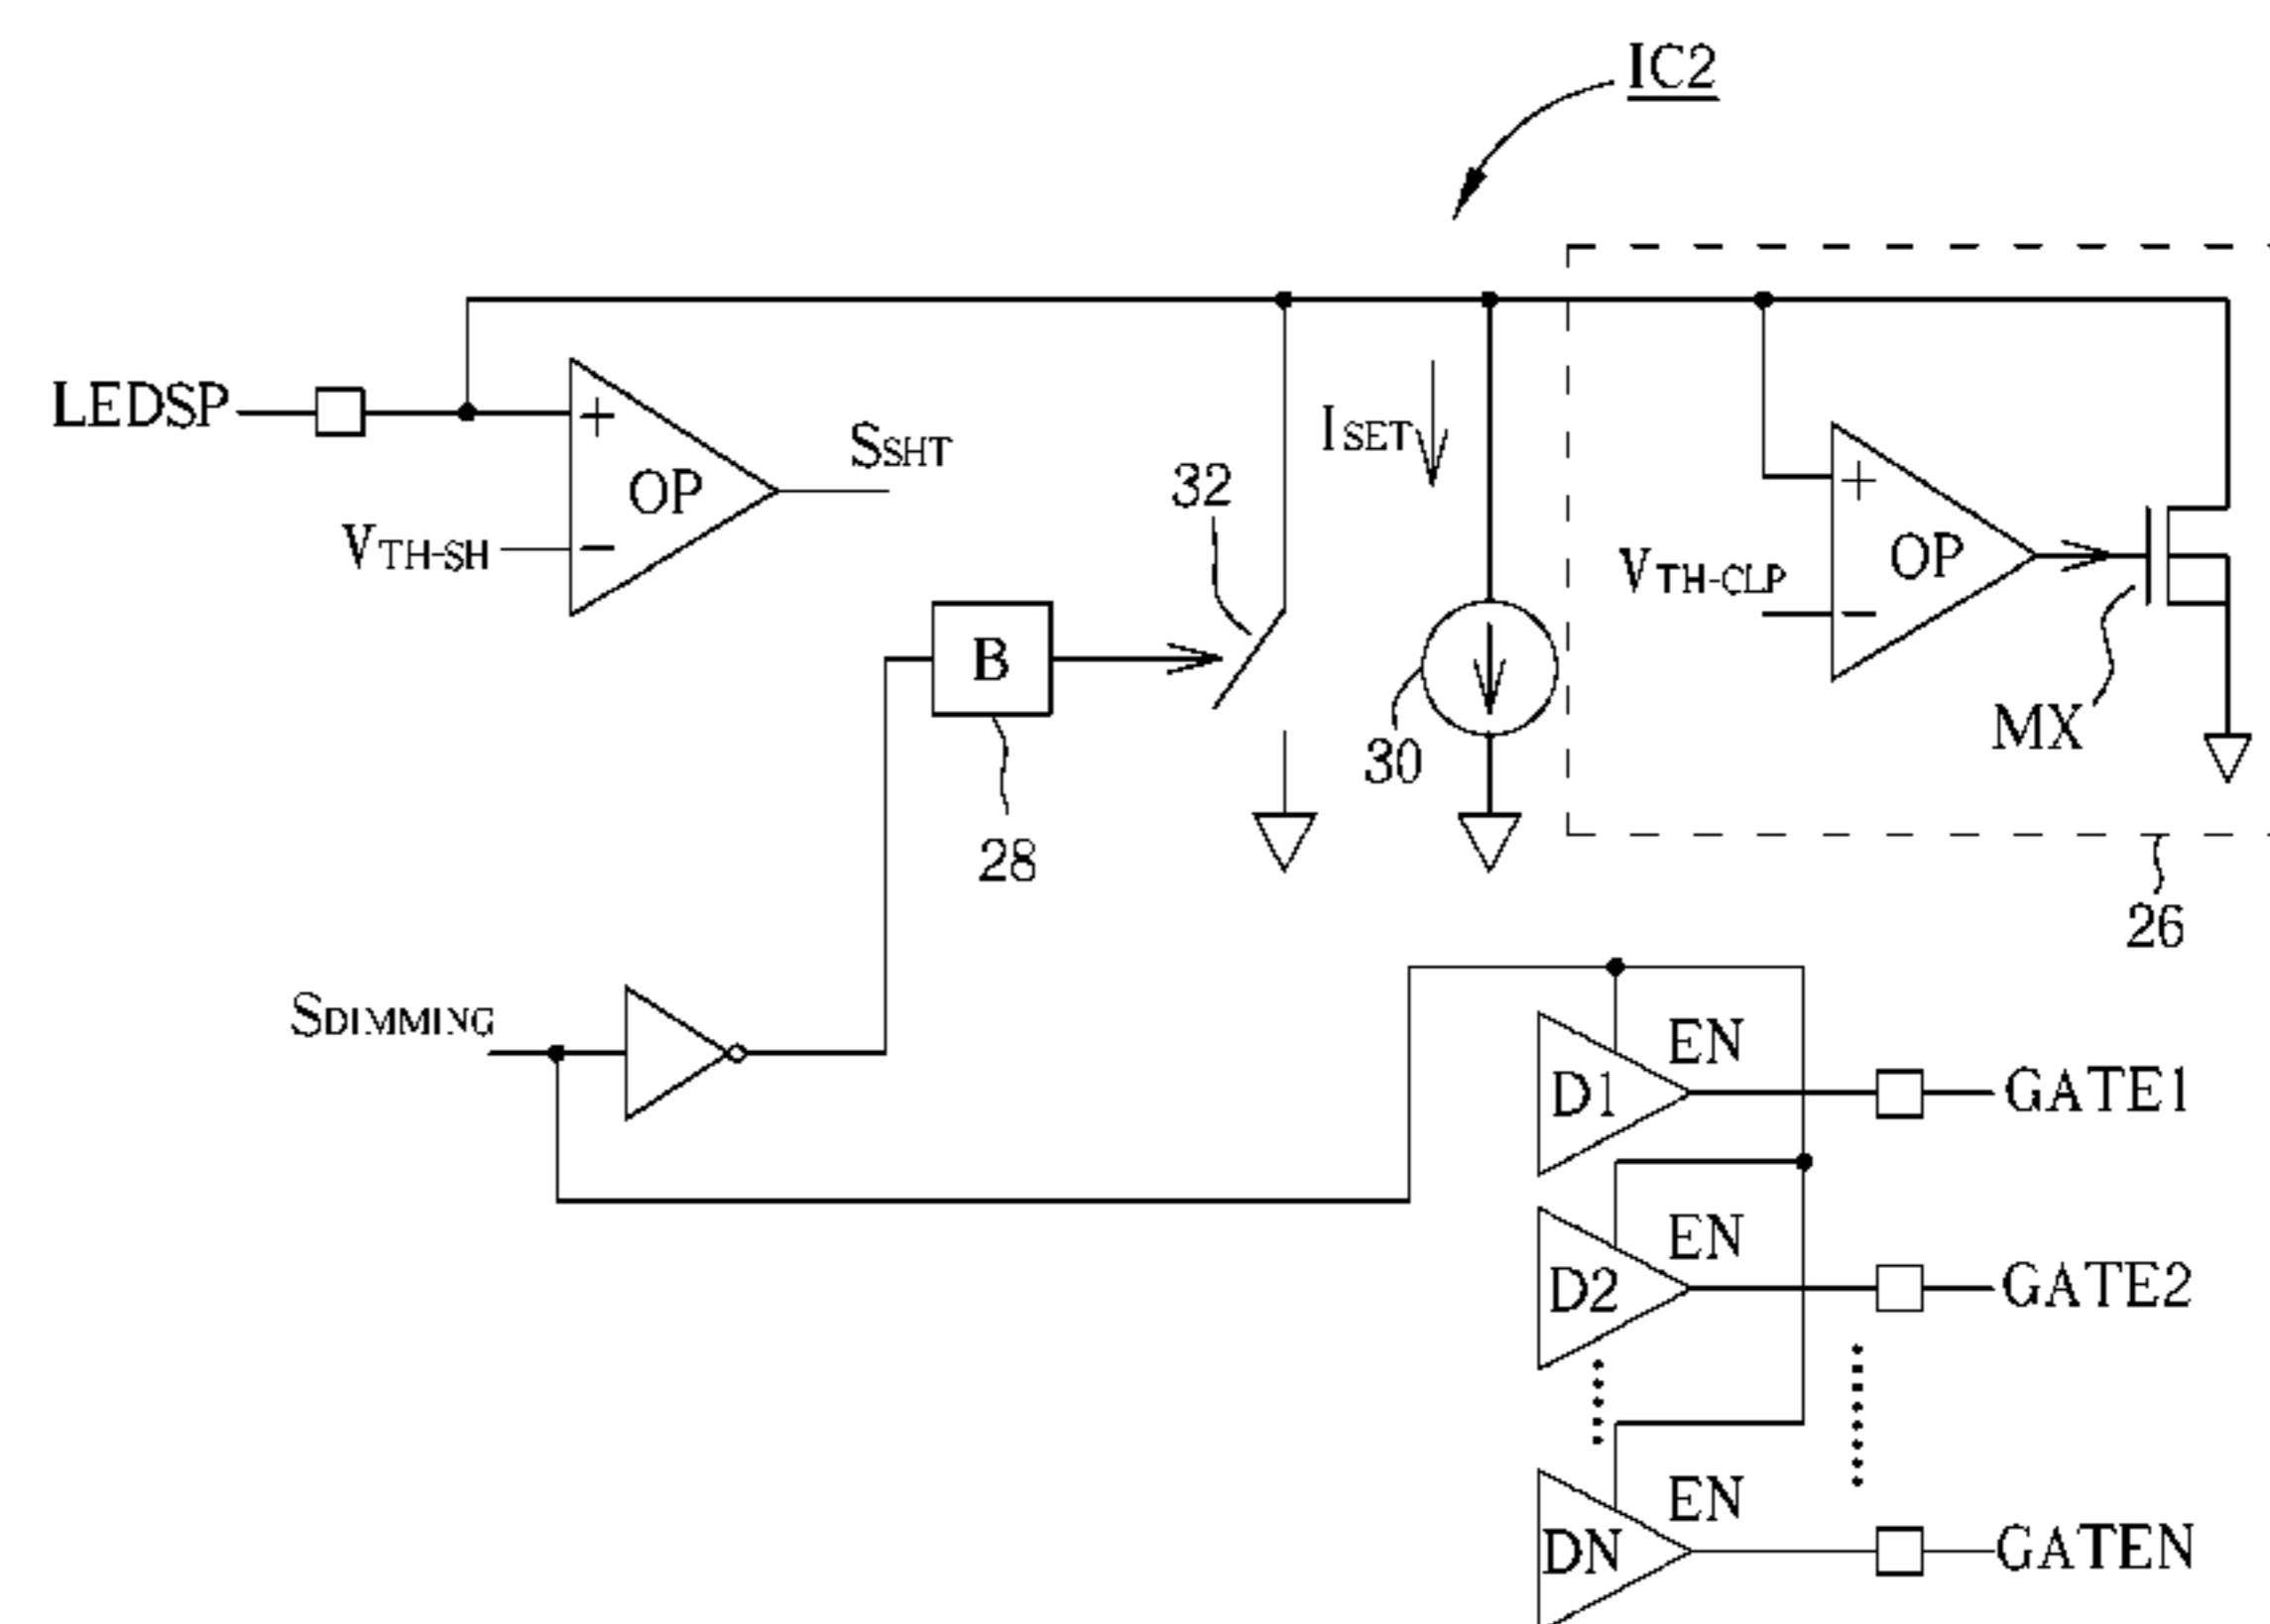 IC2
LEDSP
+
OP
−
SSHT
VTH-SH
32
ISET
B
28
30
+
OP
−
VTH-CLP
MX
26
SDIMMING
EN
D1
GATE1
EN
D2
GATE2
EN
DN
GATEN